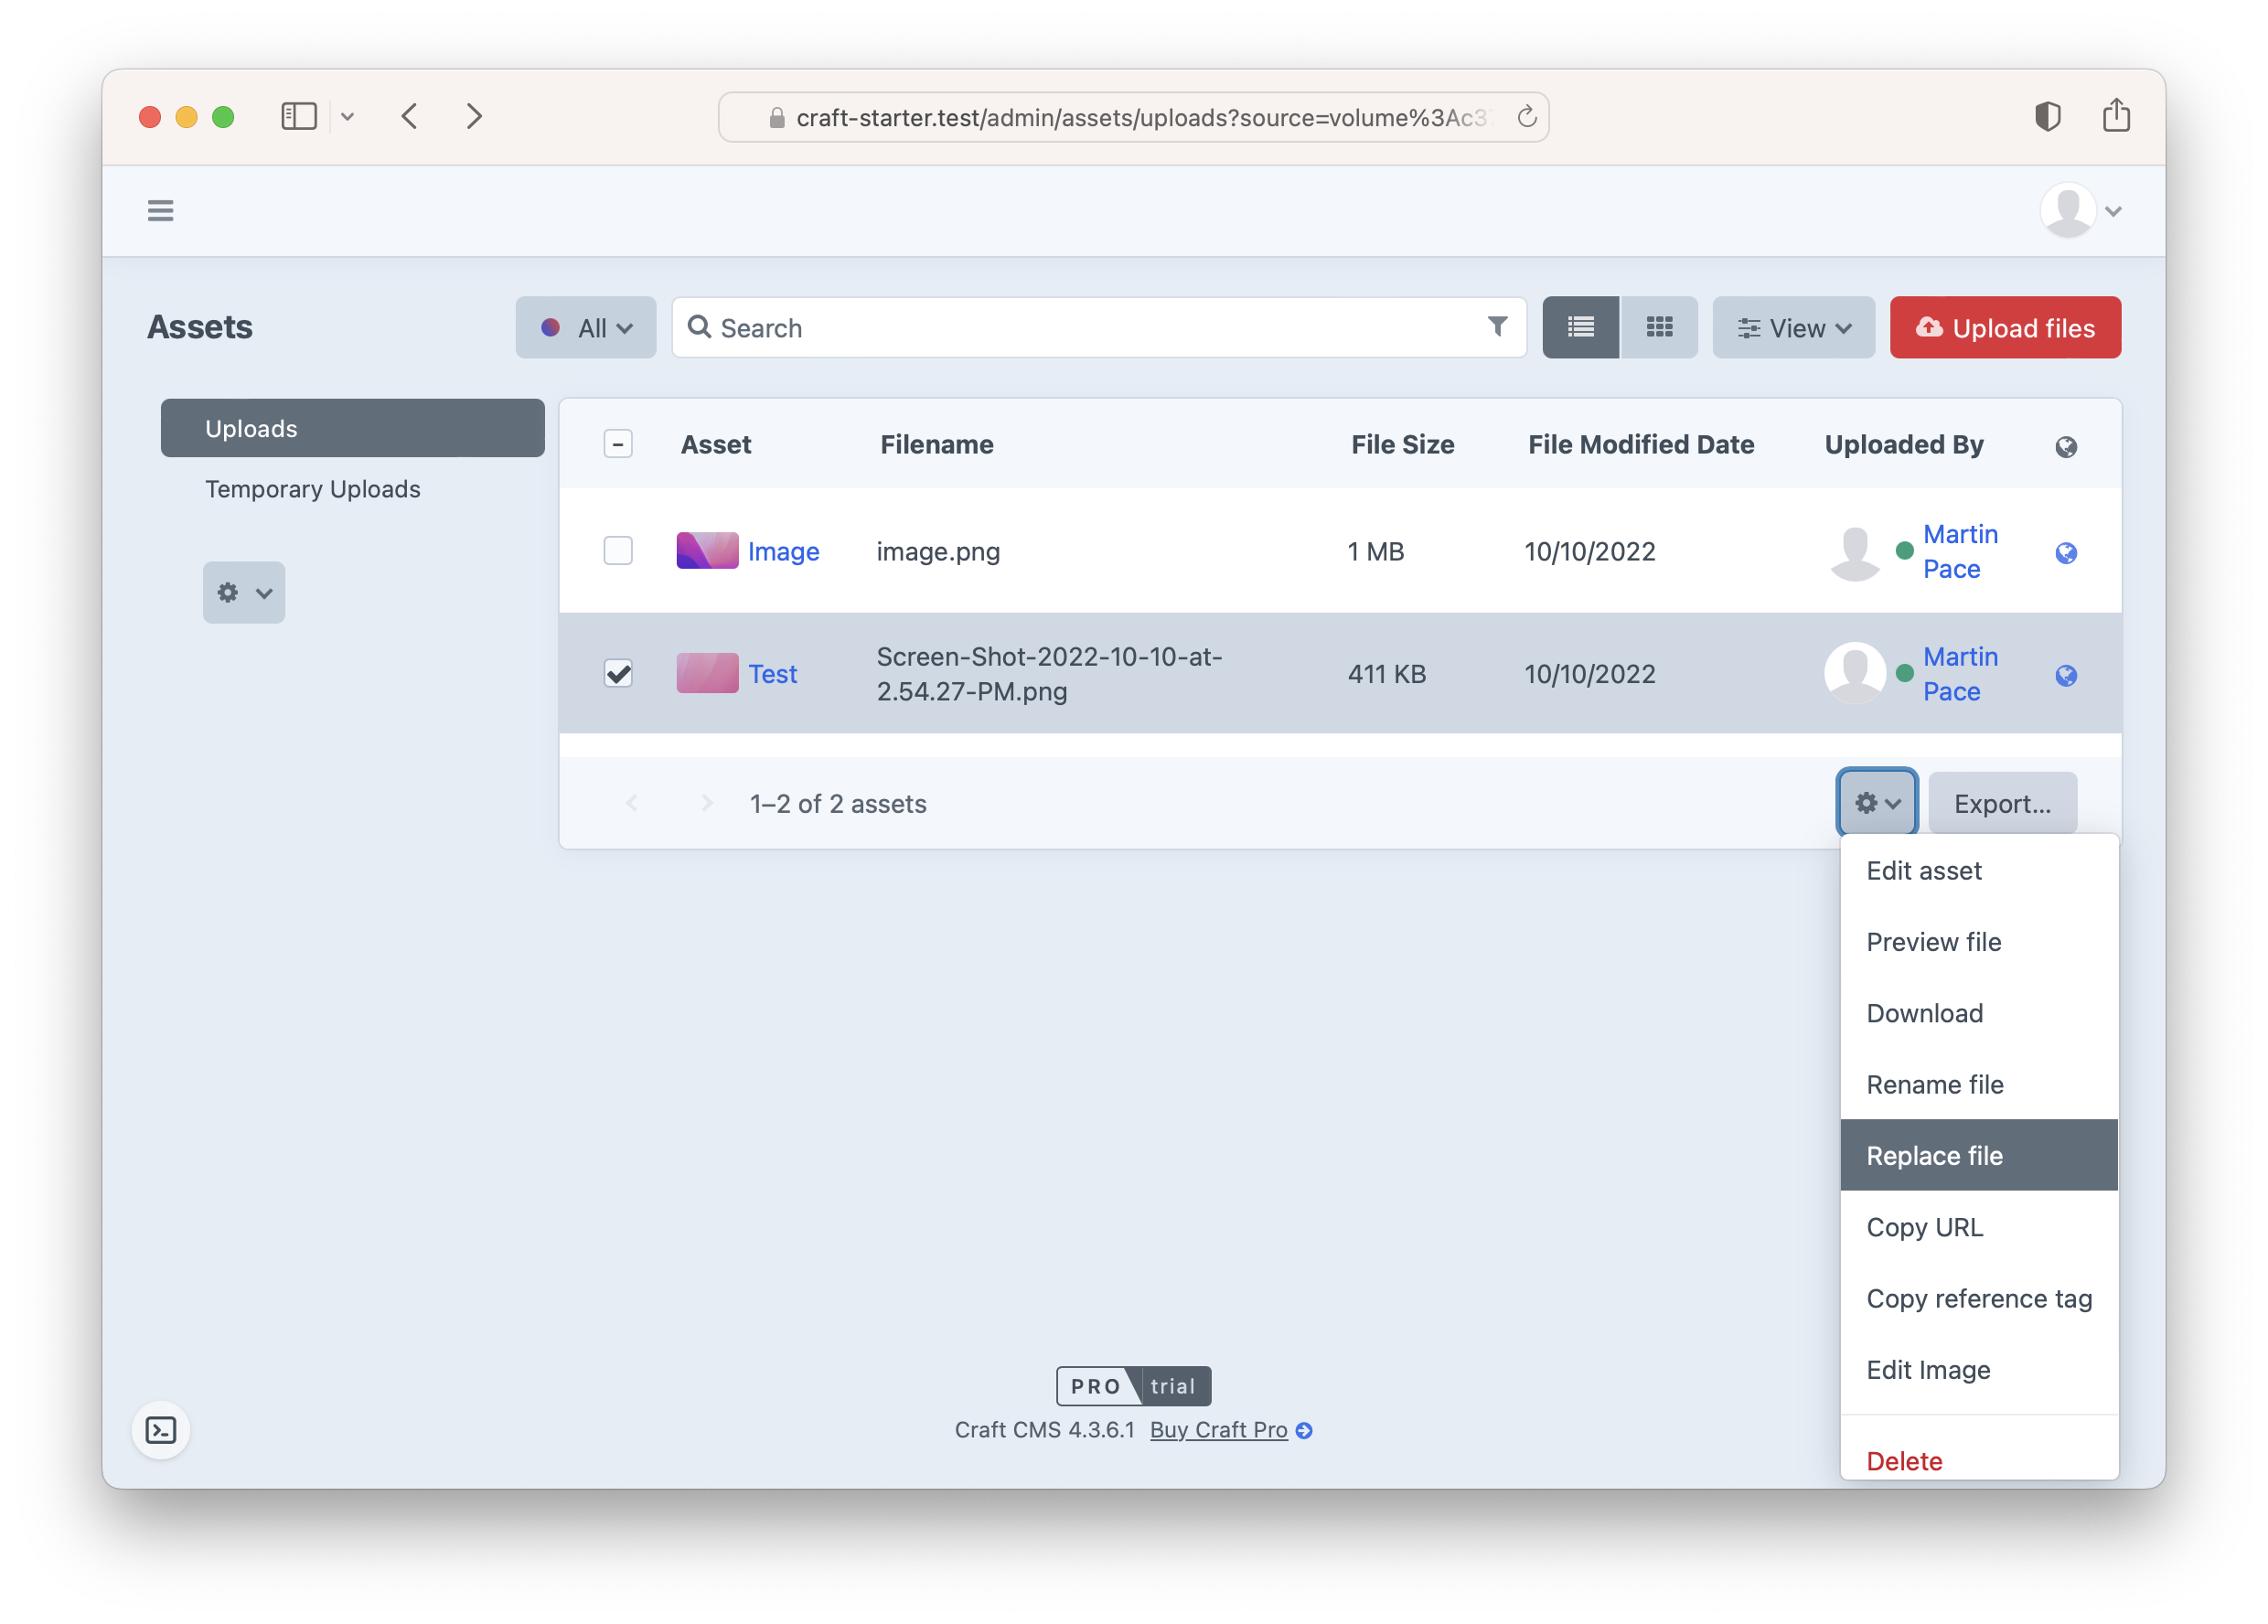 craft-starter.test/admin/assets/uploads?source=volume%3Ac3
Assets
All
Search
View
Upload files
Uploads
Temporary Uploads
Asset Filename File Size File Modified Date Uploaded By
Image image.png 1 MB 10/10/2022 Martin
Pace
Test Screen-Shot-2022-10-10-at-
2.54.27-PM.png 411 KB 10/10/2022 Martin
Pace
1–2 of 2 assets
Export...
Edit asset
Preview file
Download
Rename file
Replace file
Copy URL
Copy reference tag
Edit Image
Delete
PRO trial
Craft CMS 4.3.6.1 Buy Craft Pro